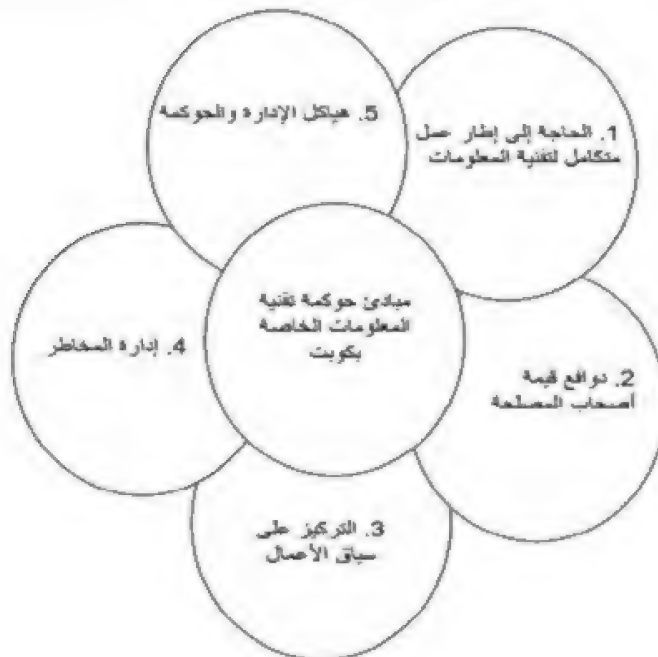 5. هياكل الإدارة والحوكمة
1. الحاجة إلى إطار عمل
متكامل لتقنية المعلومات
مبادئ حوكمة تقنية
المعلومات الخاصة
بكوبت
2. دوافع قيمة
أصحاب المصلحة
3. التركيز على
سياق الأعمال
4. إدارة المخاطر